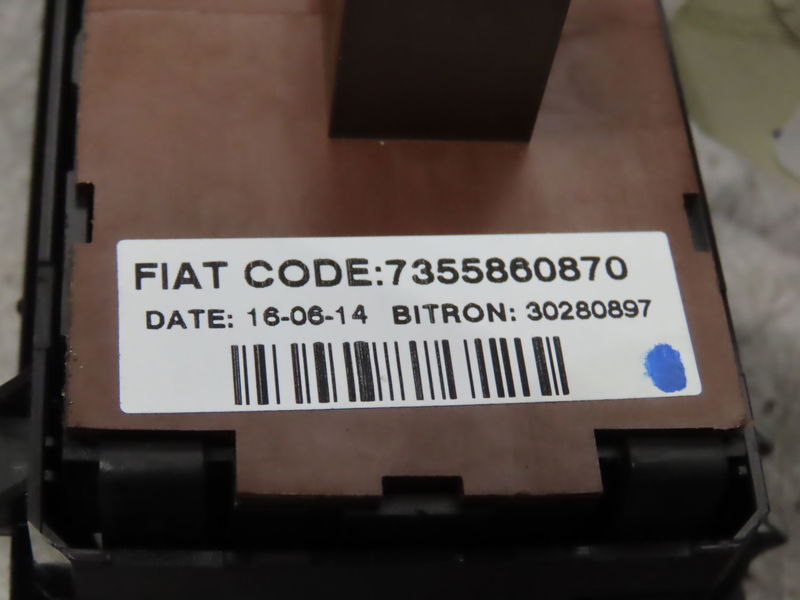 FIAT CODE:7355860870
DATE: 16-06-14 BITRON: 30280897